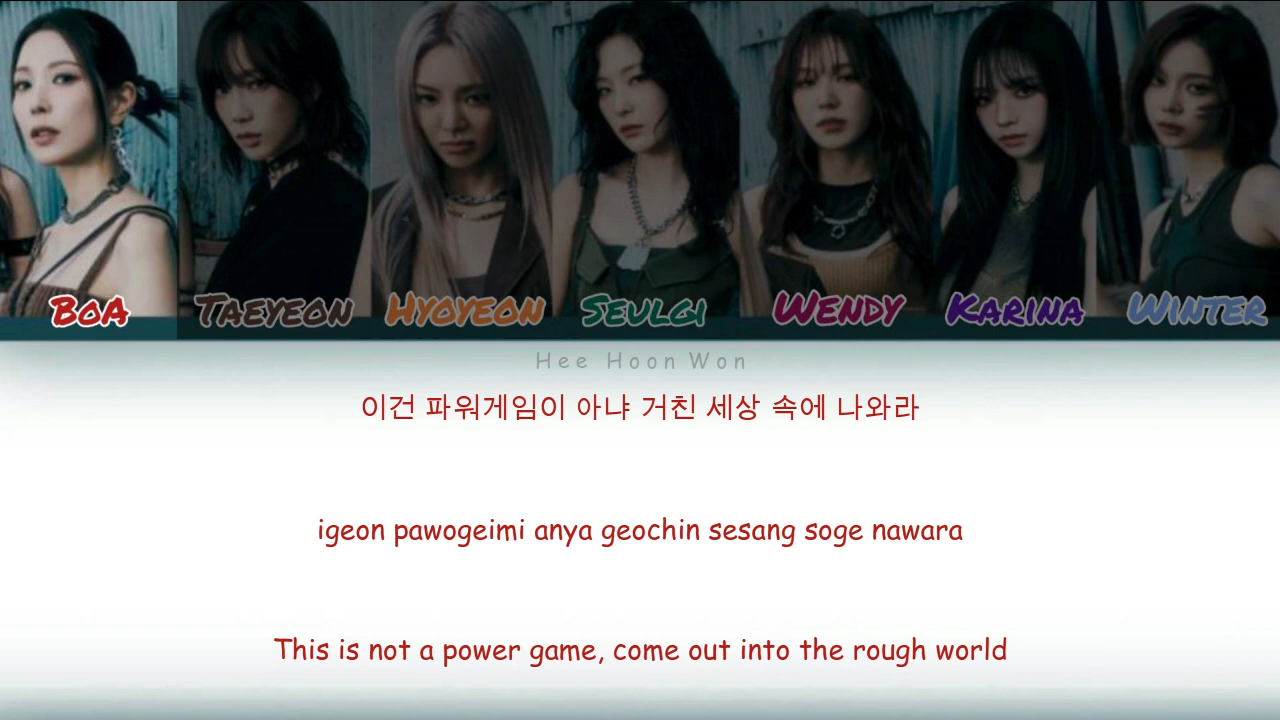 BoA Taeyeon Hyoyeon Seulgi Wendy Karina Winter
Hee Hoon Won
이건 파워게임이 아냐 거친 세상 속에 나와라
igeon pawogeimi anya geochin sesang soge nawara
This is not a power game, come out into the rough world